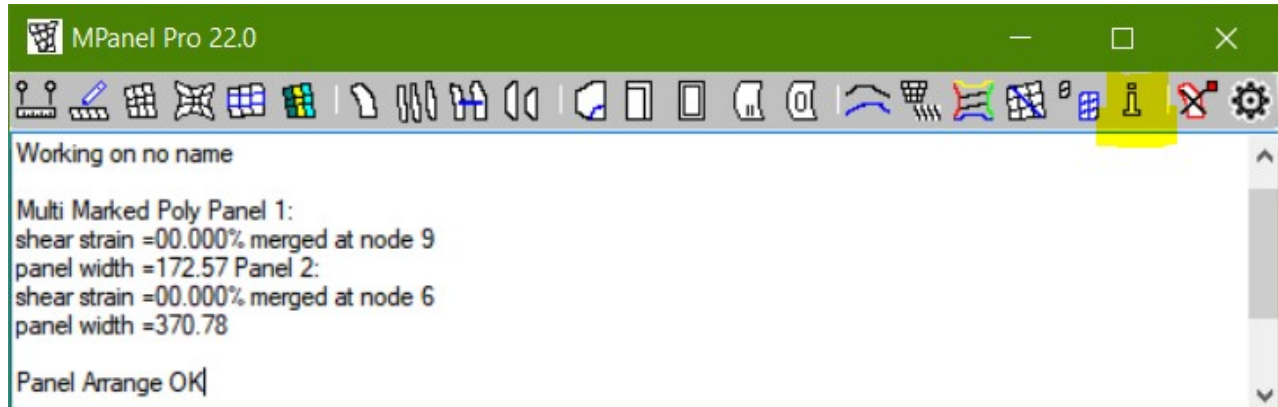 MPanel Pro 22.0
Working on no name
Multi Marked Poly Panel 1:
shear strain =00.000% merged at node 9
panel width =172.57 Panel 2:
shear strain =00.000% merged at node 6
panel width =370.78
Panel Arrange OK